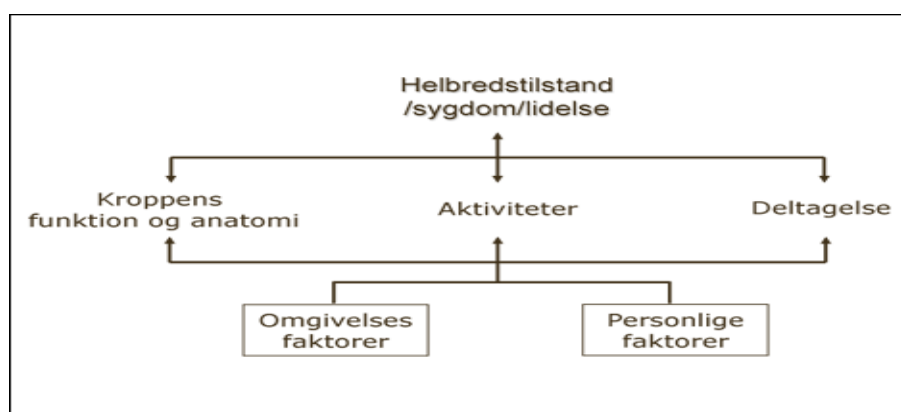 Helbredstilstand
/sygdom/lidelse
Kroppens
funktion og anatomi
Aktiviteter
Deltagelse
Omgivelses
faktorer
Personlige
faktorer